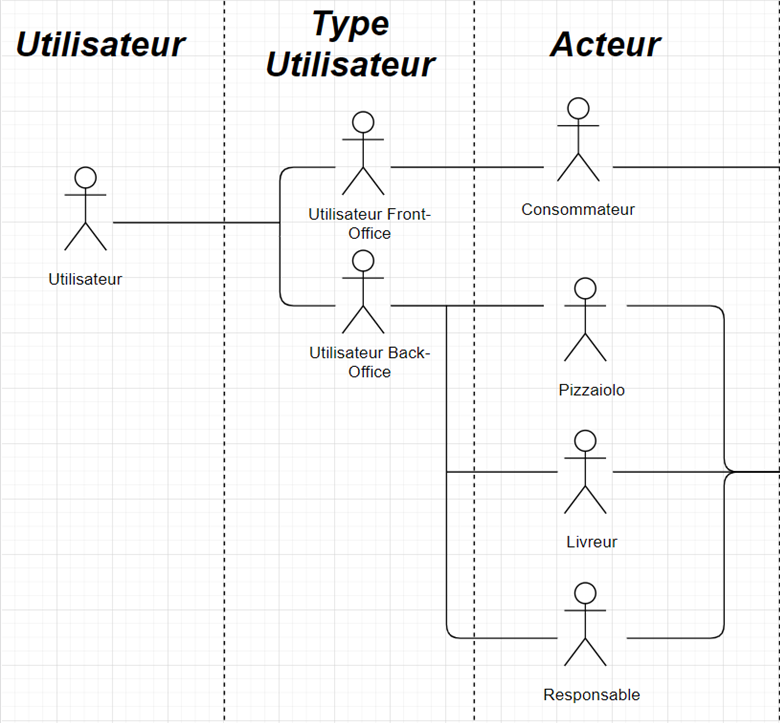 Utilisateur
Type
Utilisateur
Acteur
Utilisateur
Utilisateur Front-
Office
Consommateur
Utilisateur Back-
Office
Pizzaiolo
Livreur
Responsable